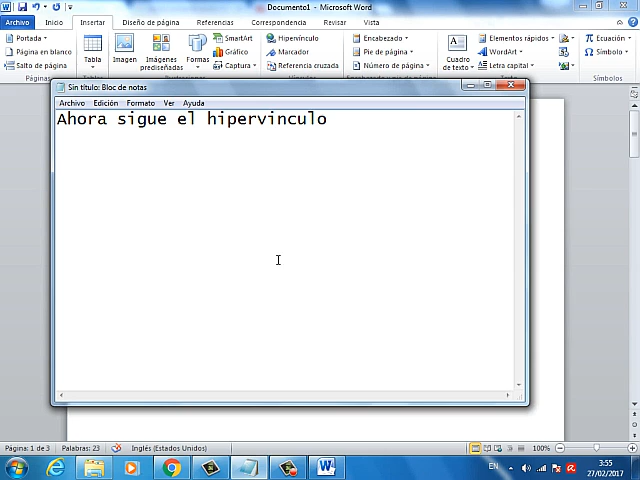 Documento1 - Microsoft Word
Archivo Inicio Insertar Diseño de página Referencias Correspondencia Revisar Vista
Portada
Página en blanco
Salto de página
Páginas
Tabla
Imagen
Imágenes prediseñadas
Formas
SmartArt
Gráfico
Captura
Hipervínculo
Marcador
Referencia cruzada
Encabezado
Pie de página
Número de página
Cuadro de texto
Elementos rápidos
WordArt
Letra capital
Ecuación
Símbolo
Símbolos
Sin título: Bloc de notas
Archivo Edición Formato Ver Ayuda
Ahora sigue el hipervinculo
Página: 1 de 3 Palabras: 23 Inglés (Estados Unidos) 100%
EN 3:55
27/02/2017